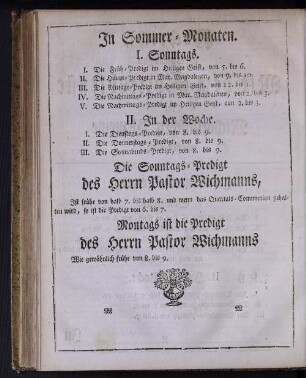 In Sommer-Monaten.
I. Sonntags.
I. Die Früh-Predigt im Heiligen Geist, von 5. bis 6.
II. Die Haupt-Predigt in Mar. Magdalenen, von 9. bis 10.
III. Die Mittags-Predigt im Heiligen Geist, von 12. bis 1.
IV. Die Nachmittags-Predigt in Mar. Magdalenen, von 2. bis 3.
V. Die Nachmittags-Predigt im Heiligen Geist, von 2. bis 3.
II. In der Woche.
I. Die Dienstags-Predigt, von 8. bis 9.
II. Die Donnerstags-Predigt, von 8. bis 9.
III. Die Sonnabends-Predigt, von 8. bis 9.
Die Sonntags-Predigt
des Herrn Pastor Wichmanns,
Ist frühe von halb 7. bis halb 8. und wenn das Quartals-Communion gehal-
ten wird, so ist die Predigt von 6. bis 7.
Montags ist die Predigt
des Herrn Pastor Wichmanns
Wie gewöhnlich frühe von 8. bis 9.